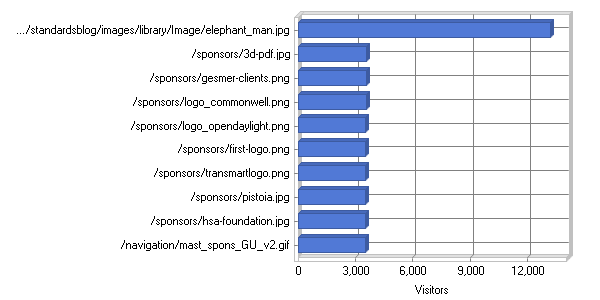 .../standardsblog/images/library/Image/elephant_man.jpg
/sponsors/3d-pdf.jpg
/sponsors/gesmer-clients.png
/sponsors/logo_commonwell.png
/sponsors/logo_opendaylight.png
/sponsors/first-logo.png
/sponsors/transmartlogo.png
/sponsors/pistoia.jpg
/sponsors/hsa-foundation.jpg
/navigation/mast_spons_GU_v2.gif
0 3,000 6,000 9,000 12,000
Visitors